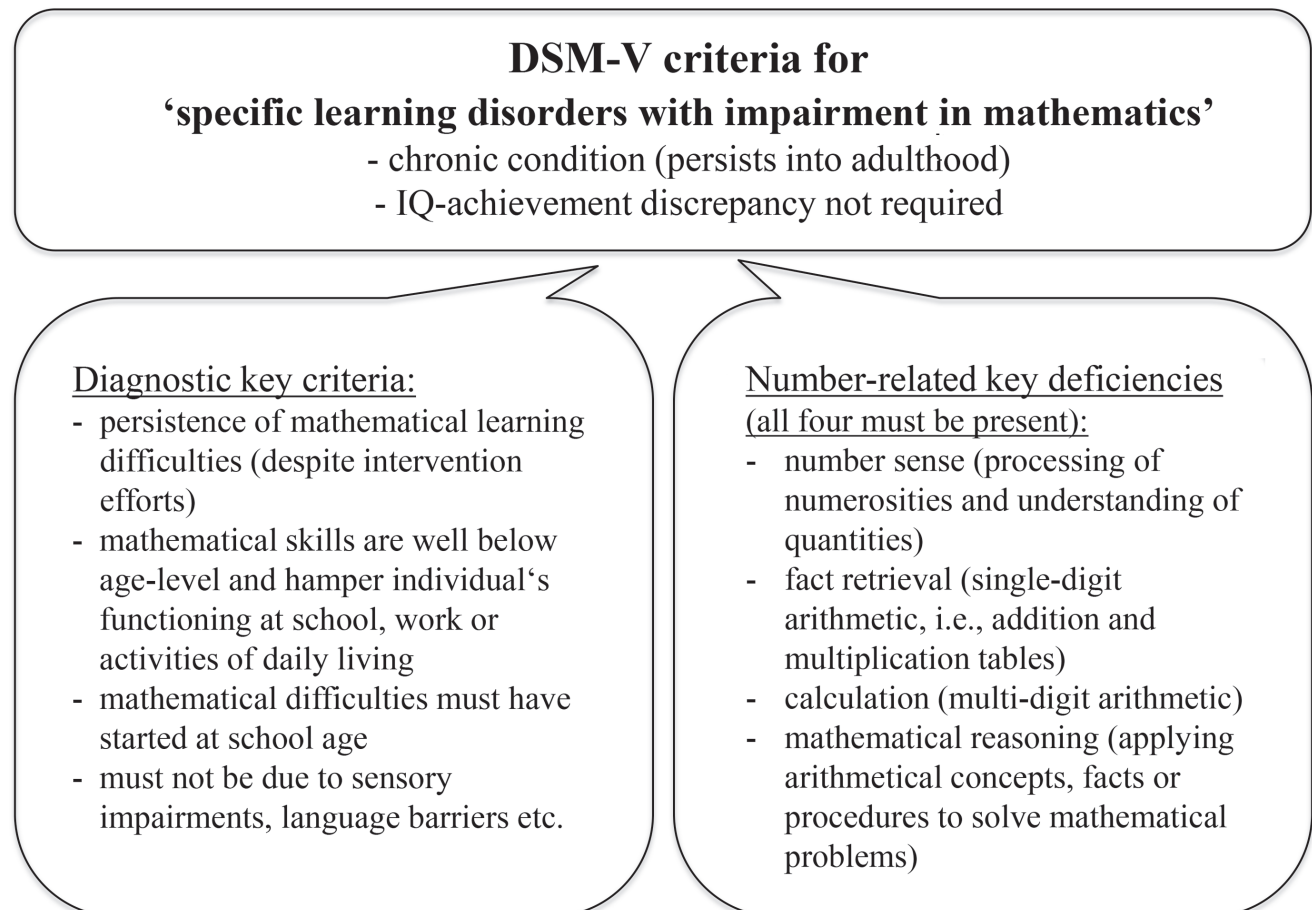 DSM-V criteria for
‘specific learning disorders with impairment in mathematics’
- chronic condition (persists into adulthood)
- IQ-achievement discrepancy not required
Diagnostic key criteria:
- persistence of mathematical learning
difficulties (despite intervention
efforts)
- mathematical skills are well below
age-level and hamper individual‘s
functioning at school, work or
activities of daily living
- mathematical difficulties must have
started at school age
- must not be due to sensory
impairments, language barriers etc.
Number-related key deficiencies
(all four must be present):
- number sense (processing of
numerosities and understanding of
quantities)
- fact retrieval (single-digit
arithmetic, i.e., addition and
multiplication tables)
- calculation (multi-digit arithmetic)
- mathematical reasoning (applying
arithmetical concepts, facts or
procedures to solve mathematical
problems)